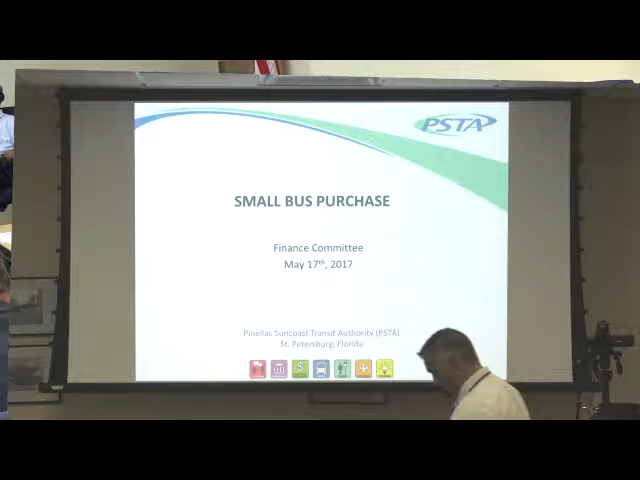 PSTA
SMALL BUS PURCHASE
Finance Committee
May 17th, 2017
Pinellas Suncoast Transit Authority (PSTA)
St. Petersburg, Florida